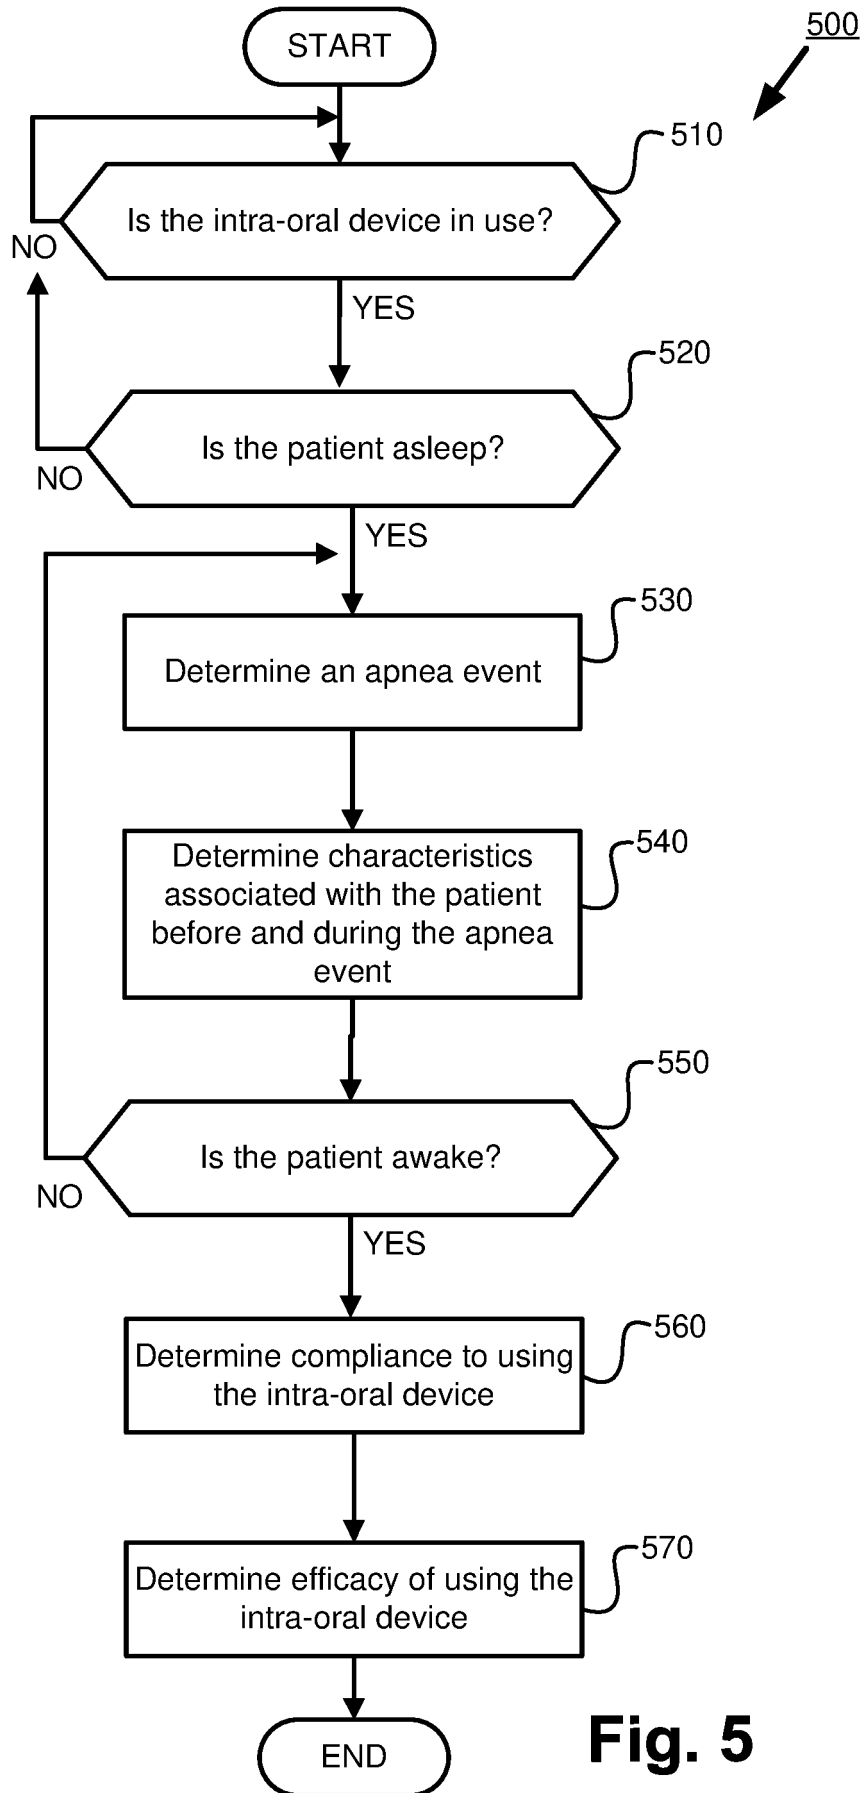 500
START
510
Is the intra-oral device in use?
NO
YES
520
Is the patient asleep?
NO
YES
530
Determine an apnea event
540
Determine characteristics
associated with the patient
before and during the apnea
event
550
Is the patient awake?
NO
YES
560
Determine compliance to using
the intra-oral device
570
Determine efficacy of using the
intra-oral device
END
Fig. 5